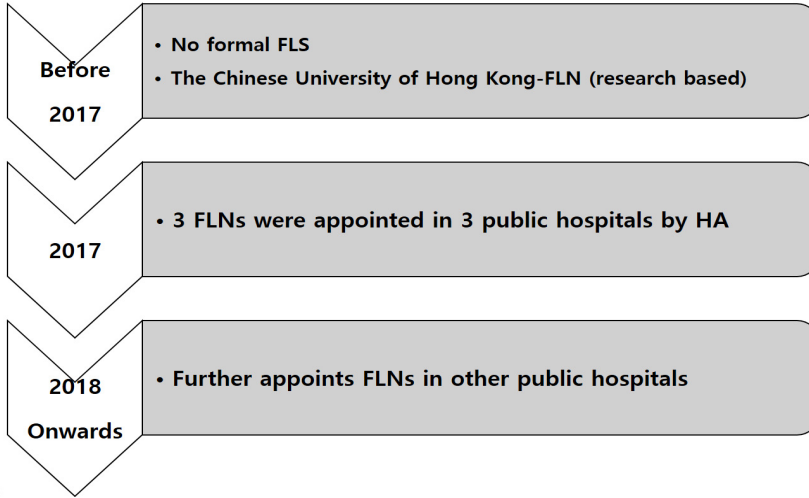 Before
2017
• No formal FLS
• The Chinese University of Hong Kong-FLN (research based)
2017
• 3 FLNs were appointed in 3 public hospitals by HA
2018
Onwards
• Further appoints FLNs in other public hospitals